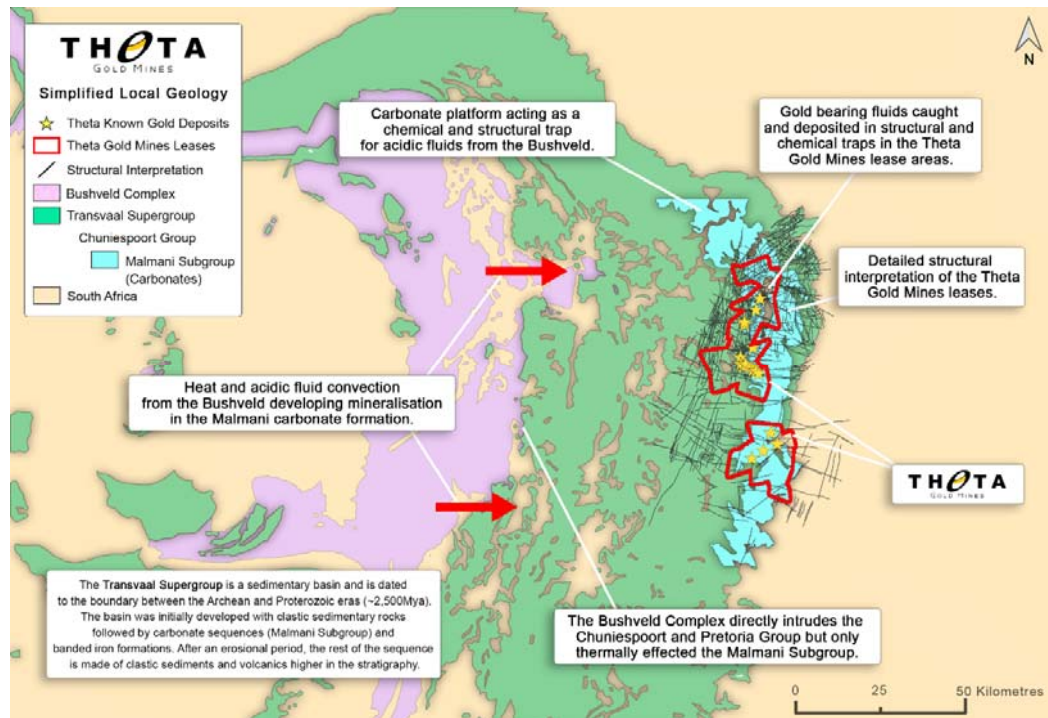 THETA
GOLD MINES
Simplified Local Geology
Theta Known Gold Deposits
Theta Gold Mines Leases
Structural Interpretation
Bushveld Complex
Transvaal Supergroup
Chuniespoort Group
Malmani Subgroup
(Carbonates)
South Africa
Carbonate platform acting as a
chemical and structural trap
for acidic fluids from the Bushveld.
Gold bearing fluids caught
and deposited in structural and
chemical traps in the Theta
Gold Mines lease areas.
N
Detailed structural
interpretation of the Theta
Gold Mines leases.
Heat and acidic fluid convection
from the Bushveld developing mineralisation
in the Malmani carbonate formation.
THETA
GOLD MINES
The Transvaal Supergroup is a sedimentary basin and is dated
to the boundary between the Archean and Proterozoic eras (~2,500Mya).
The basin was initially developed with clastic sedimentary rocks
followed by carbonate sequences (Malmani Subgroup) and
banded iron formations. After an erosional period, the rest of the sequence
is made of clastic sediments and volcanics higher in the stratigraphy.
The Bushveld Complex directly intrudes the
Chuniespoort and Pretoria Group but only
thermally effected the Malmani Subgroup.
0 25 50 Kilometres